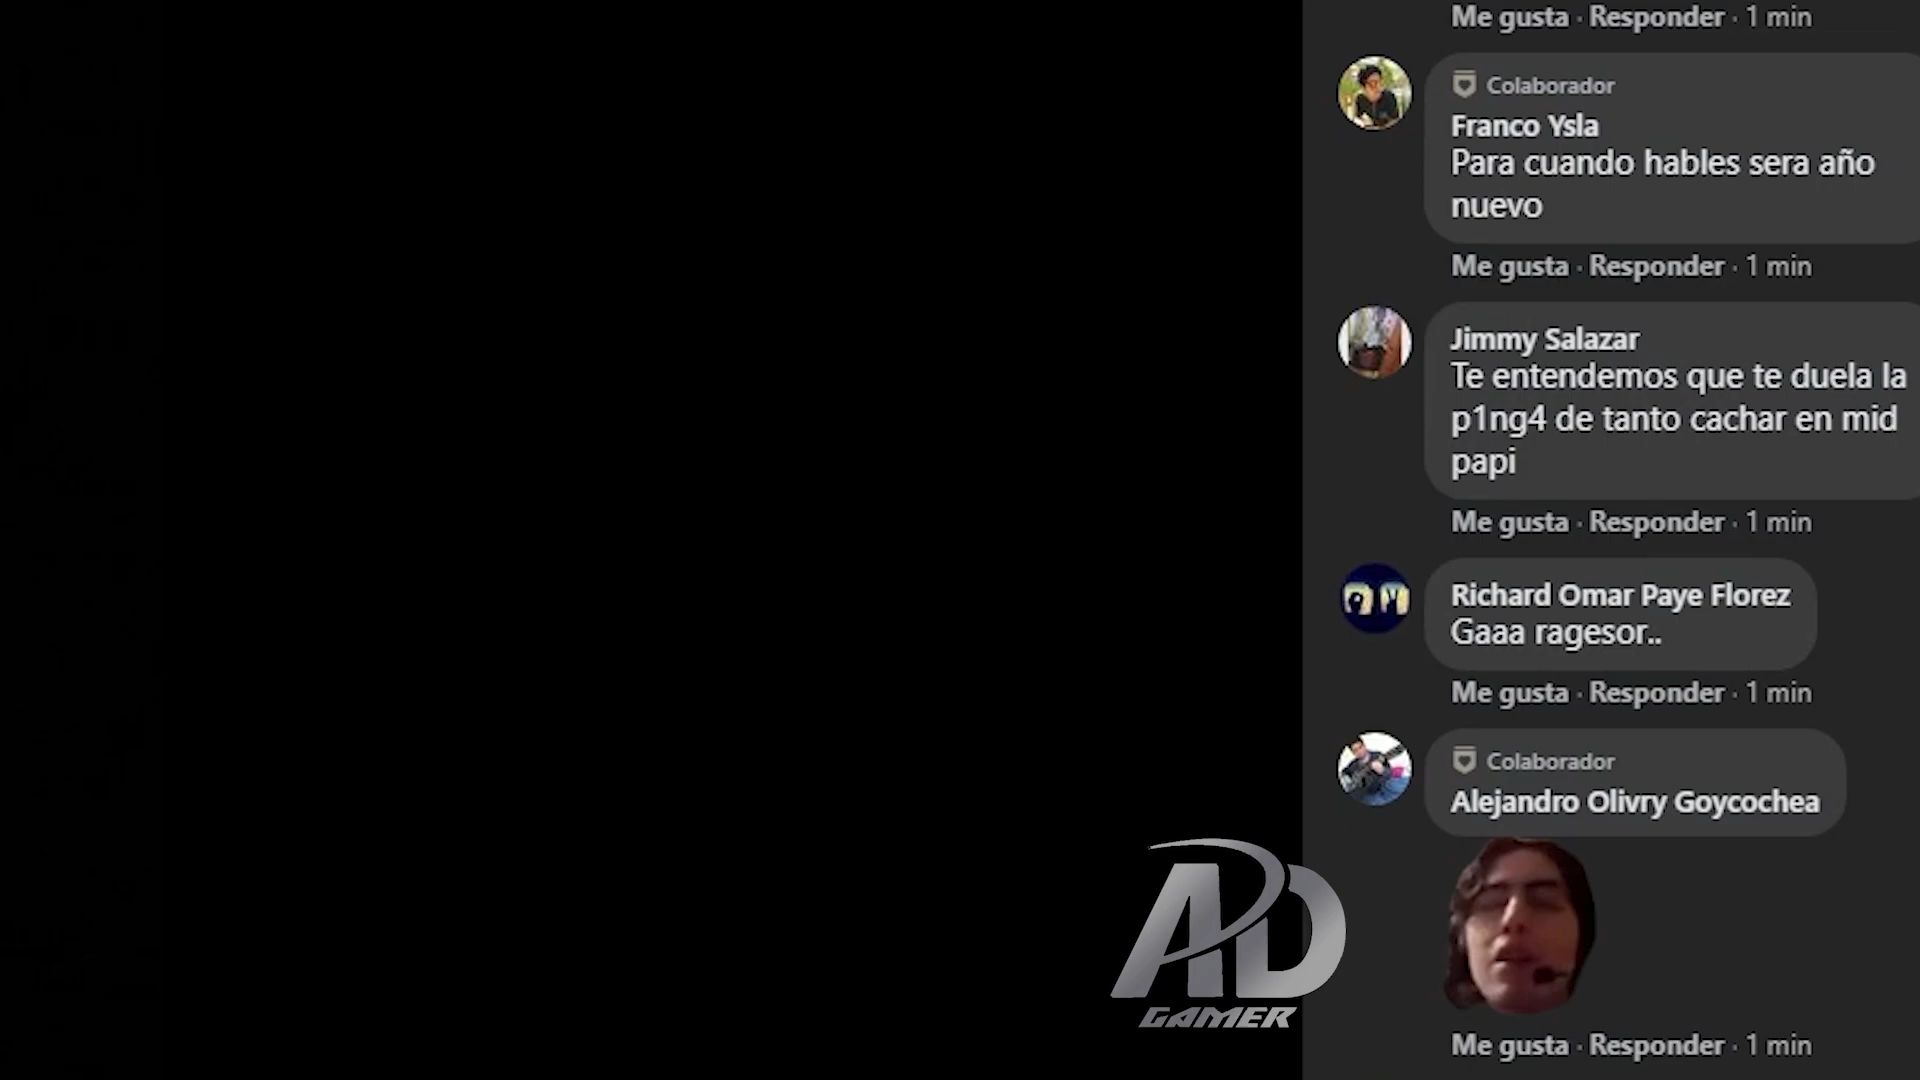 Me gusta · Responder · 1 min
Colaborador
Franco Ysla
Para cuando hables sera año
nuevo
Me gusta · Responder · 1 min
Jimmy Salazar
Te entendemos que te duela la
p1ng4 de tanto cachar en mid
papi
Me gusta · Responder · 1 min
Richard Omar Paye Florez
Gaaa ragesor..
Me gusta · Responder · 1 min
Colaborador
Alejandro Olivry Goycochea
AD
GAMER
Me gusta · Responder · 1 min